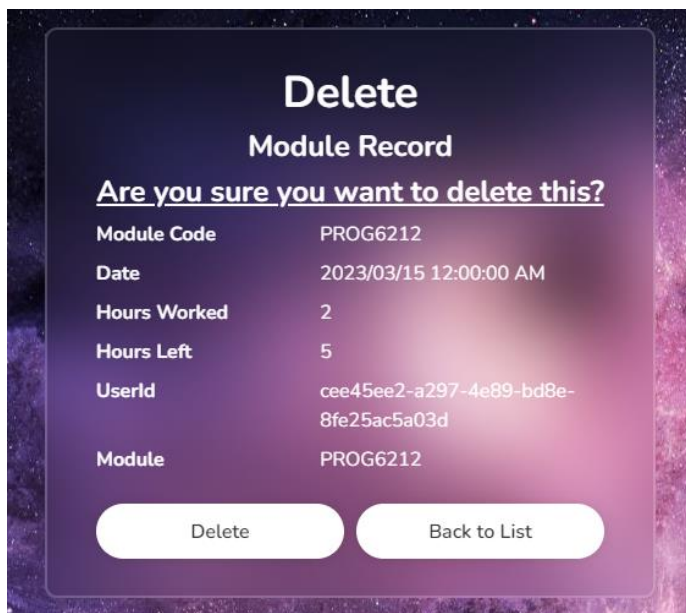 Delete
Module Record
Are you sure you want to delete this?
Module Code PROG6212
Date 2023/03/15 12:00:00 AM
Hours Worked 2
Hours Left 5
UserId cee45ee2-a297-4e89-bd8e-
8fe25ac5a03d
Module PROG6212
Delete Back to List